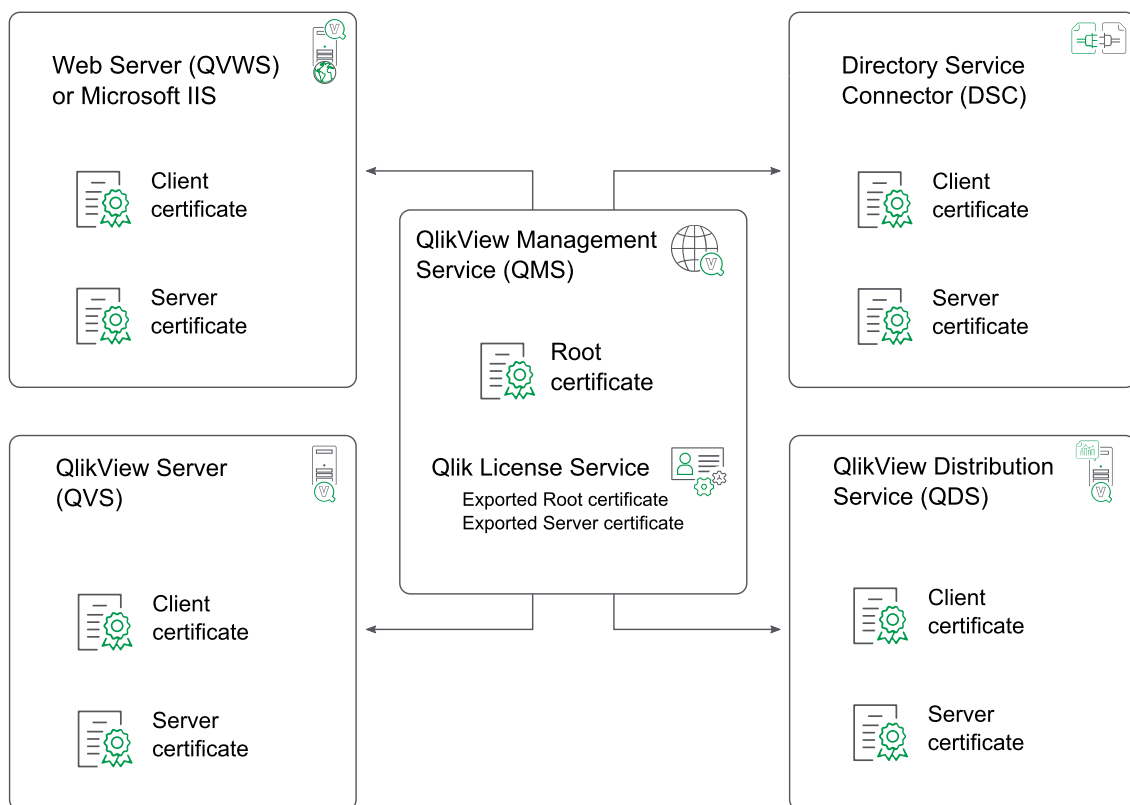 Web Server (QVWS)
or Microsoft IIS
Client
certificate
Server
certificate
Directory Service
Connector (DSC)
Client
certificate
Server
certificate
QlikView Management
Service (QMS)
Root
certificate
Qlik License Service
Exported Root certificate
Exported Server certificate
QlikView Server
(QVS)
Client
certificate
Server
certificate
QlikView Distribution
Service (QDS)
Client
certificate
Server
certificate